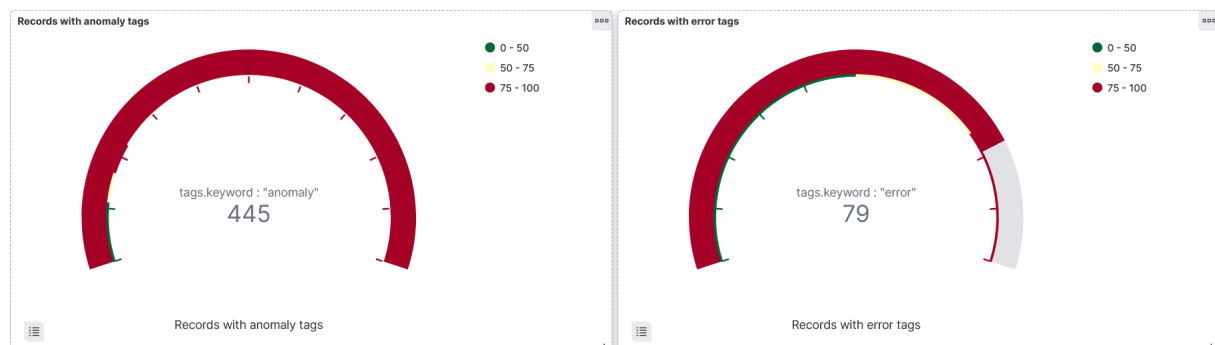 Records with anomaly tags
0 - 50
50 - 75
75 - 100
tags.keyword : "anomaly"
445
Records with anomaly tags
Records with error tags
0 - 50
50 - 75
75 - 100
tags.keyword : "error"
79
Records with error tags